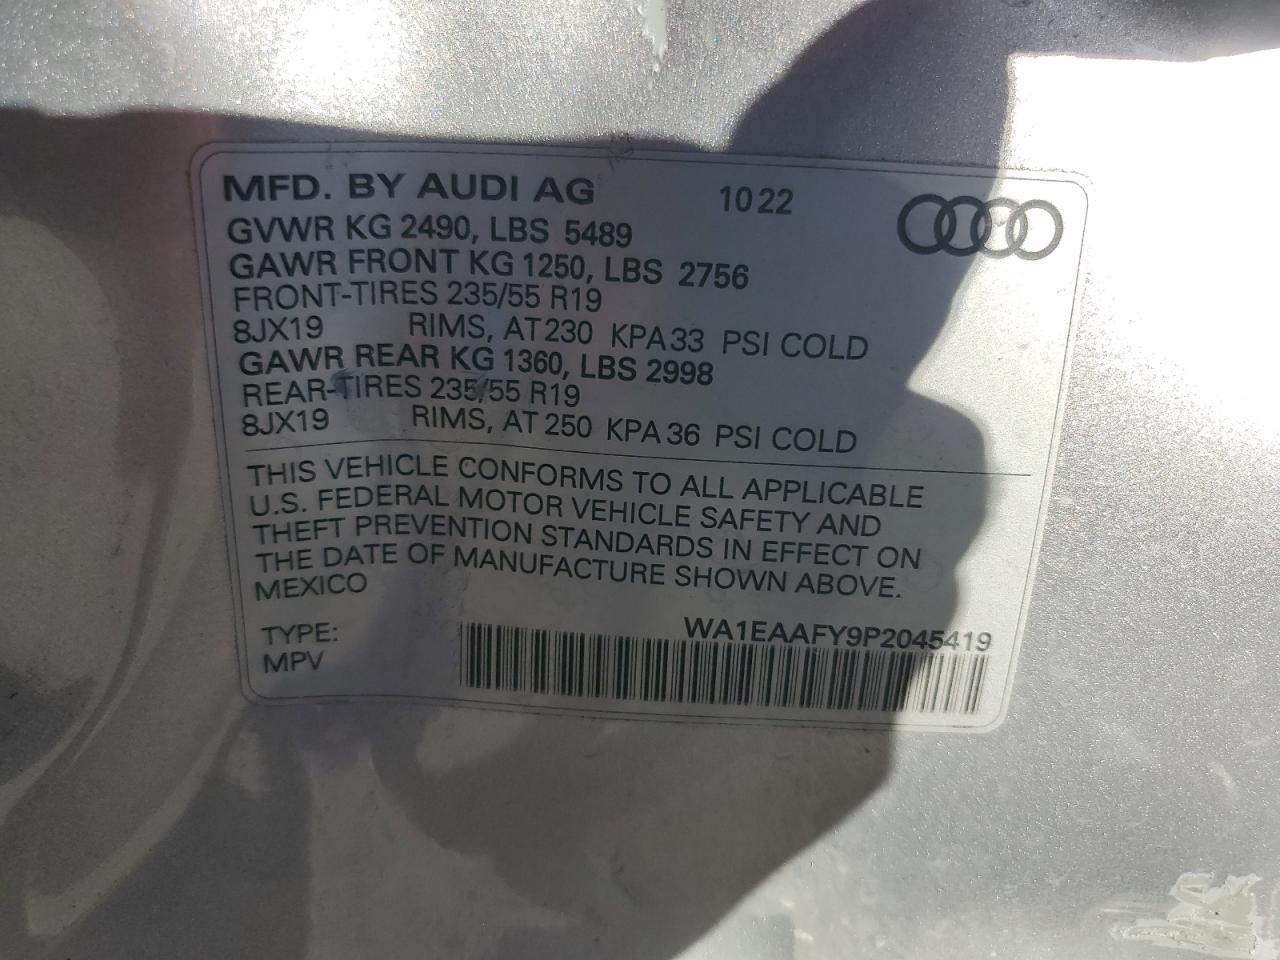 MFD. BY AUDI AG 10 22
GVWR KG 2490, LBS 5489
GAWR FRONT KG 1250, LBS 2756
FRONT-TIRES 235/55 R19
8JX19 RIMS, AT 230 KPA 33 PSI COLD
GAWR REAR KG 1360, LBS 2998
REAR-TIRES 235/55 R19
8JX19 RIMS, AT 250 KPA 36 PSI COLD
THIS VEHICLE CONFORMS TO ALL APPLICABLE
U.S. FEDERAL MOTOR VEHICLE SAFETY AND
THEFT PREVENTION STANDARDS IN EFFECT ON
THE DATE OF MANUFACTURE SHOWN ABOVE.
MEXICO
WA1EAAFY9P2045419
TYPE:
MPV